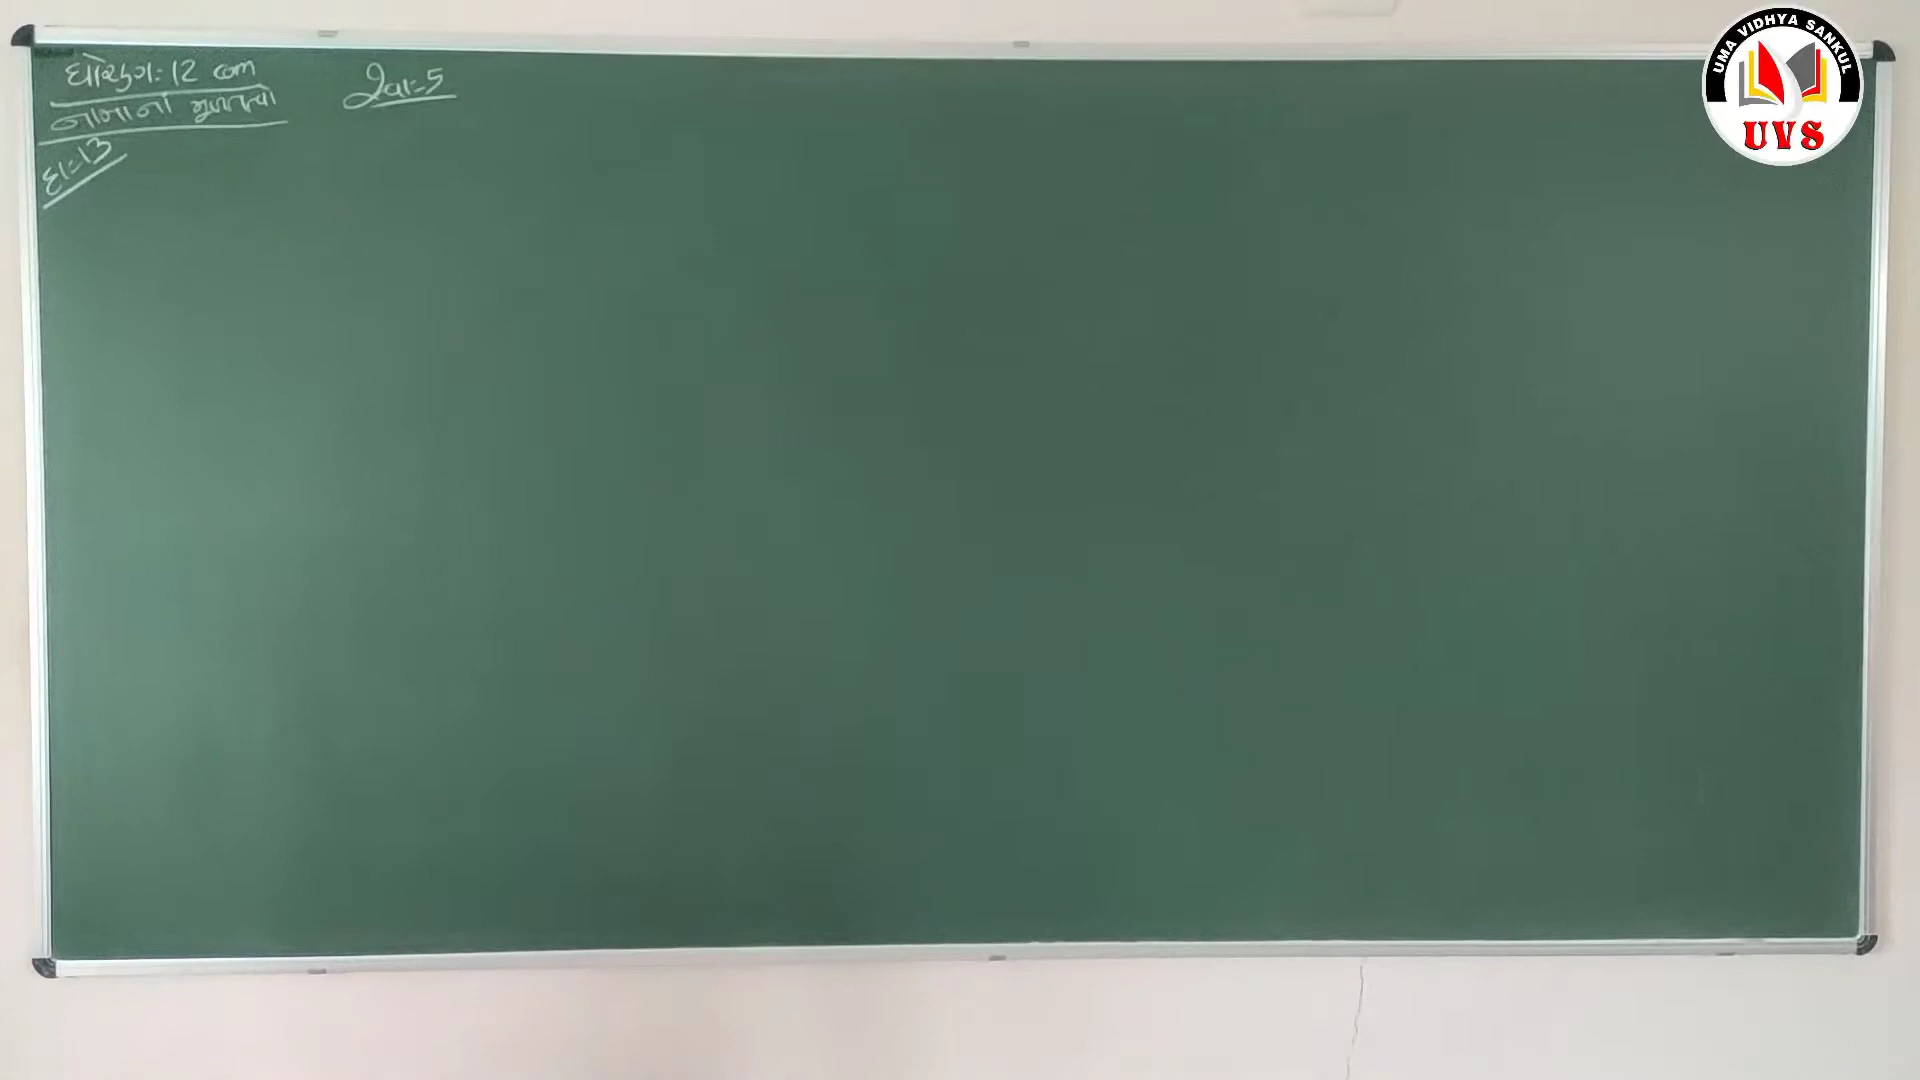 ધોરણ:- 12 com
નામાનાં મૂળતત્વો
દા:-13
સ્વા:-5
UMA VIDHYA SANKUL
UVS